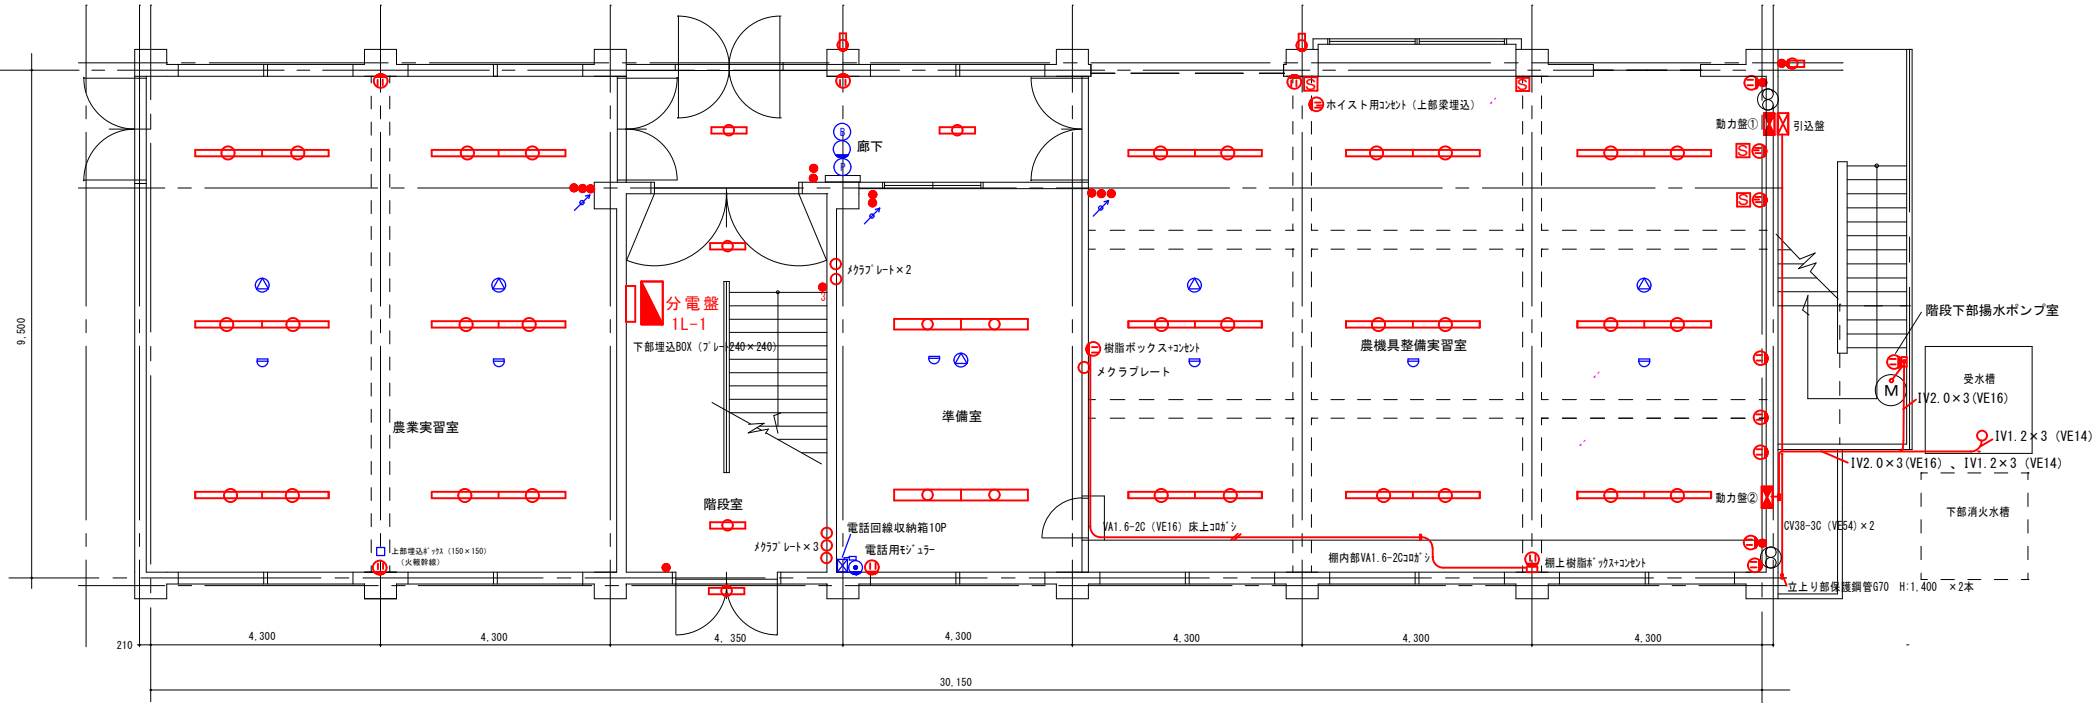 ホイスト用ｺﾝｾﾝﾄ（上部梁埋込）
動力盤①
引込盤
S
S
S
S
B
P
廊下
メクラプレート×2
3
分電盤
1L-1
下部埋込BOX（プレート240×240）
階段下部揚水ポンプ室
樹脂ボックス+コンセント
農機具整備実習室
メクラプレート
受水槽
M
IV2.0×3(VE16)
準備室
農業実習室
IV1.2×3 (VE14)
IV2.0×3(VE16) 、IV1.2×3 (VE14)
階段室
動力盤②
下部消火水槽
電話回線収納箱10P
VA1.6-2C (VE16) 床上ｺﾛｶﾞｼ
CV38-3C (VE54)×2
メクラプレート×3
電話用ﾓｼﾞｭﾗｰ
上部埋込ﾎﾞｯｸｽ (150×150)
（火報幹線）
棚内部VA1.6-2Cｺﾛｶﾞｼ
棚上樹脂ﾎﾞｯｸｽ+ｺﾝｾﾝﾄ
立上り部保護鋼管G70 H:1,400 ×2本
9,500
210
4,300
4,300
4,350
4,300
4,300
4,300
4,300
30,150